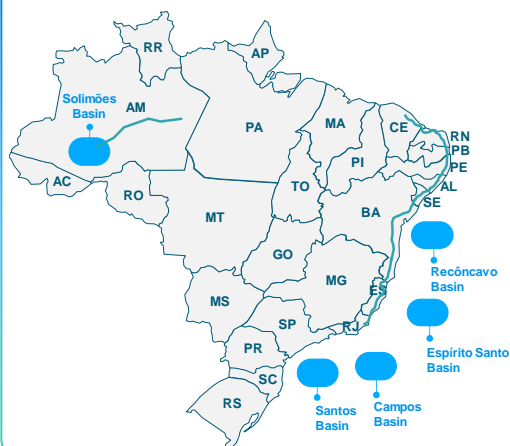 RR
AP
Solimões
Basin
AM
PA
MA
CE
RN
PB
PI
PE
AC
TO
AL
RO
SE
BA
MT
GO
Recôncavo
Basin
MG
ES
MS
SP
RJ
PR
Espírito Santo
Basin
SC
RS
Santos
Basin
Campos
Basin